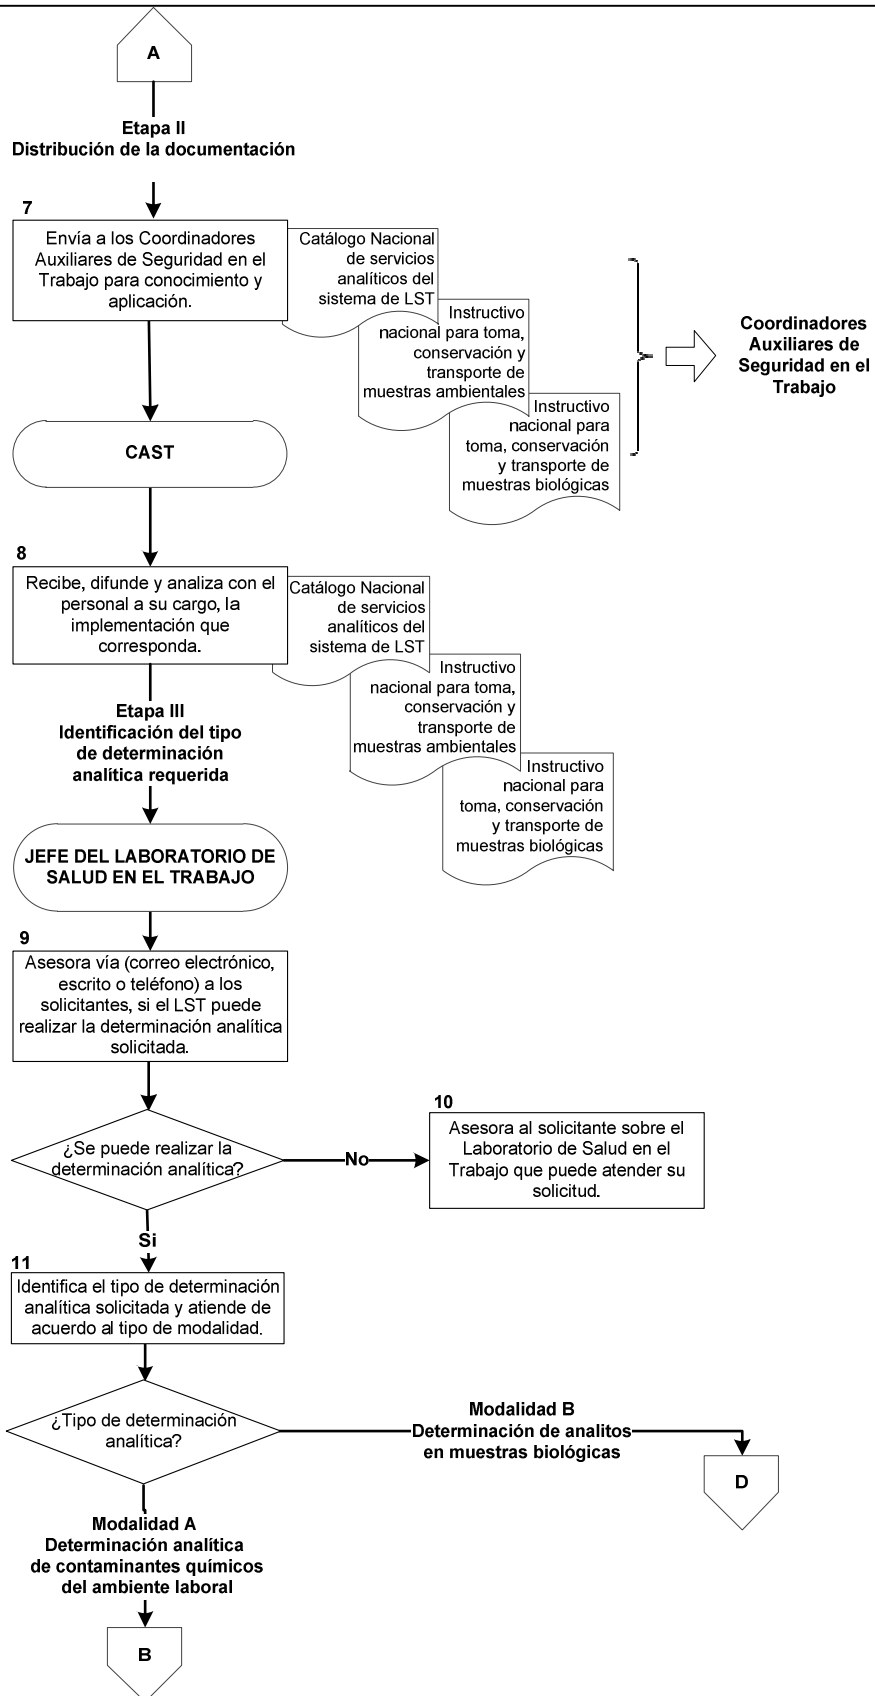 A
Etapa II
Distribución de la documentación
7
Envía a los Coordinadores
Auxiliares de Seguridad en el
Trabajo para conocimiento y
aplicación.
Catálogo Nacional
de servicios
analíticos del
sistema de LST
Instructivo
nacional para toma,
conservación y
transporte de
muestras ambientales
Instructivo
nacional para
toma, conservación
y transporte de
muestras biológicas
Coordinadores
Auxiliares de
Seguridad en el
Trabajo
CAST
8
Recibe, difunde y analiza con el
personal a su cargo, la
implementación que
corresponda.
Catálogo Nacional
de servicios
analíticos del
sistema de LST
Instructivo
nacional para toma,
conservación y
transporte de
muestras ambientales
Instructivo
nacional para
toma, conservación
y transporte de
muestras biológicas
Etapa III
Identificación del tipo
de determinación
analítica requerida
JEFE DEL LABORATORIO DE
SALUD EN EL TRABAJO
9
Asesora vía (correo electrónico,
escrito o teléfono) a los
solicitantes, si el LST puede
realizar la determinación analítica
solicitada.
¿Se puede realizar la
determinación analítica?
No
10
Asesora al solicitante sobre el
Laboratorio de Salud en el
Trabajo que puede atender su
solicitud.
Si
11
Identifica el tipo de determinación
analítica solicitada y atiende de
acuerdo al tipo de modalidad.
¿Tipo de determinación
analítica?
Modalidad B
Determinación de analitos
en muestras biológicas
D
Modalidad A
Determinación analítica
de contaminantes químicos
del ambiente laboral
B